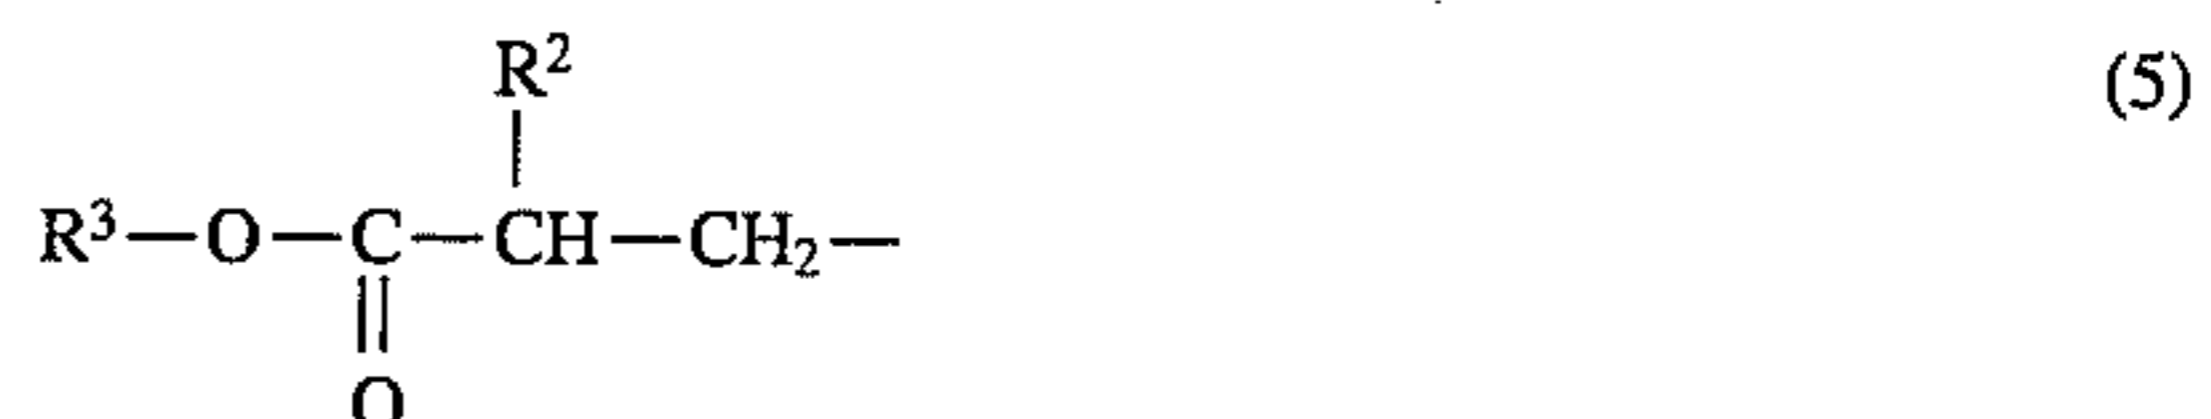 R² (5)
R³—O—C—CH—CH₂—
O